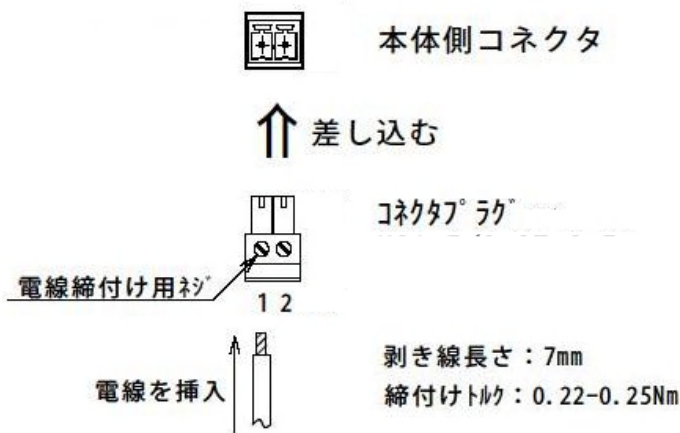 本体側コネクタ
差し込む
ｺﾈｸﾀﾌﾟﾗｸﾞ
電線締付け用ﾈｼﾞ
1 2
電線を挿入
剥き線長さ：7mm
締付けﾄﾙｸ：0.22-0.25Nm